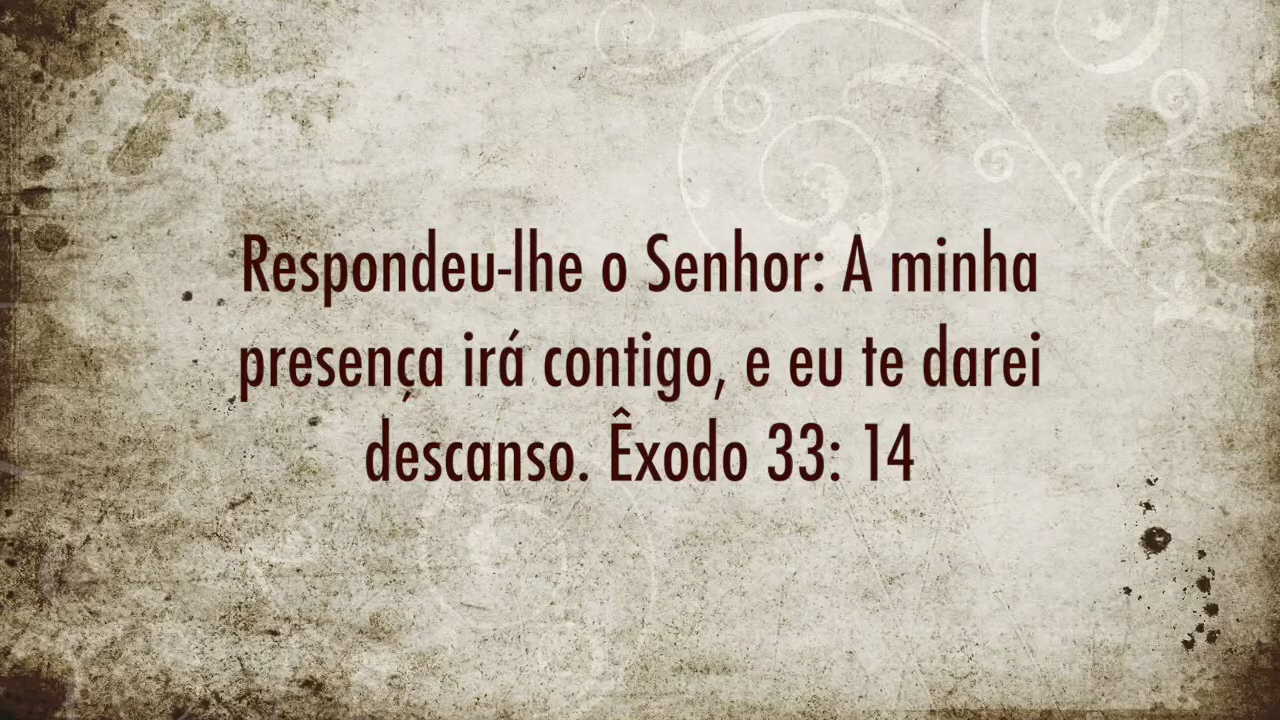 Respondeu-lhe o Senhor: A minha
presença irá contigo, e eu te darei
descanso. Êxodo 33: 14